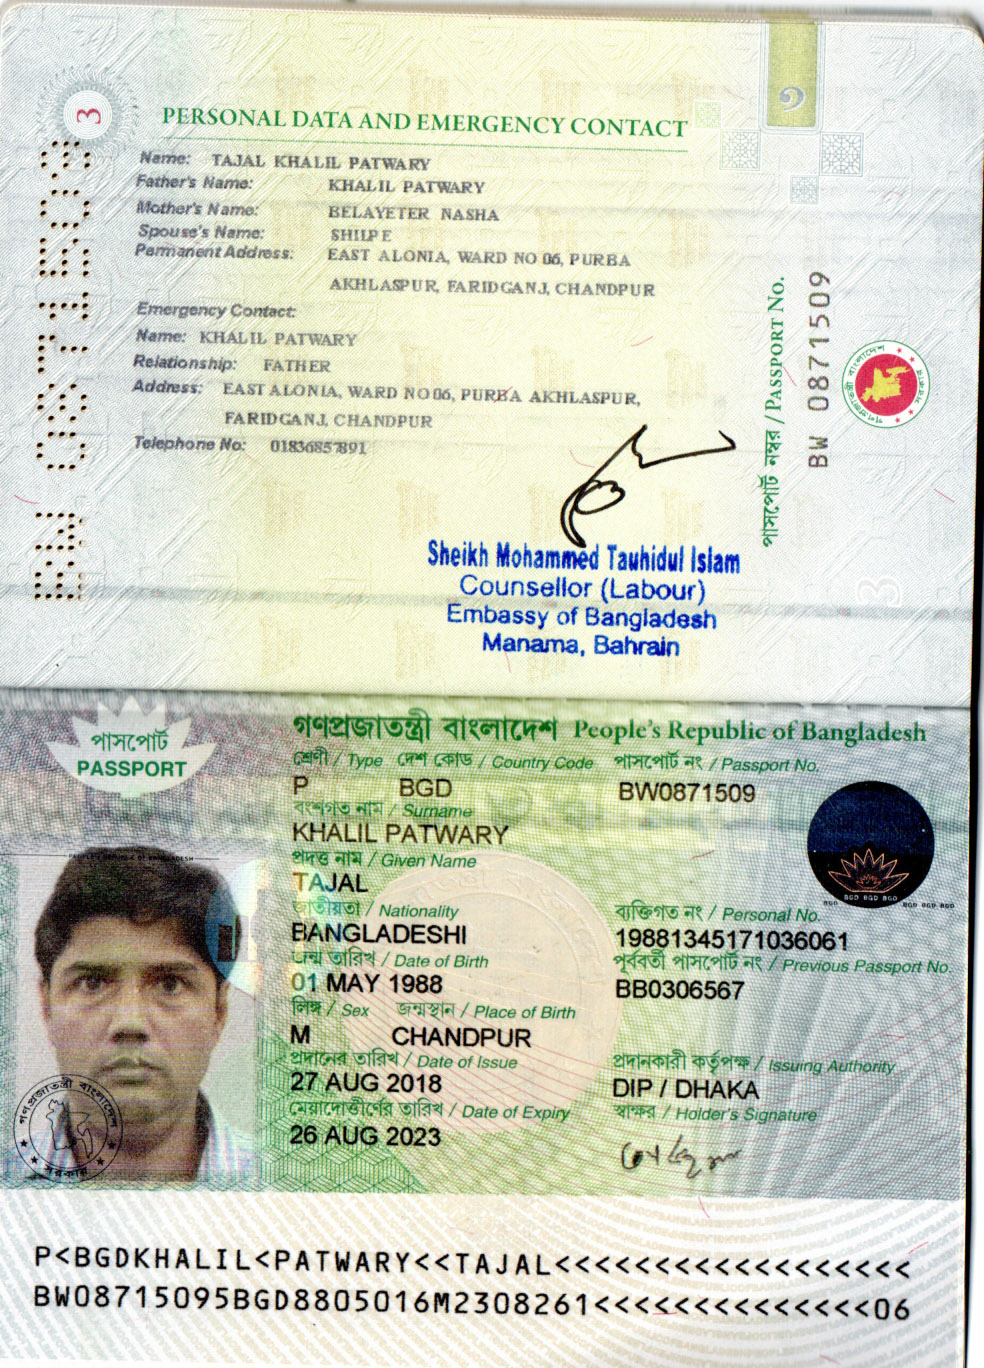 3
PERSONAL DATA AND EMERGENCY CONTACT
Name: TAJAL KHALIL PATWARY
Father's Name: KHALIL PATWARY
Mother's Name: BELAYETER NASHA
Spouse's Name: SHILPE
Permanent Address: EAST ALONIA, WARD NO 06, PURBA
AKHLASPUR, FARIDGANJ, CHANDPUR
Emergency Contact:
Name: KHALIL PATWARY
Relationship: FATHER
Address: EAST ALONIA, WARD NO 06, PURBA AKHLASPUR,
FARIDGANJ, CHANDPUR
Telephone No: 01836857891
পাসপোর্ট নম্বর / PASSPORT No.
BW 0871509
Sheikh Mohammed Tauhidul Islam
Counsellor (Labour)
Embassy of Bangladesh
Manama, Bahrain
পাসপোর্ট
PASSPORT
গণপ্রজাতন্ত্রী বাংলাদেশ People's Republic of Bangladesh
শ্রেণী / Type দেশ কোড / Country Code পাসপোর্ট নং / Passport No.
P BGD BW0871509
বংশগত নাম / Surname
KHALIL PATWARY
প্রদত্ত নাম / Given Name
TAJAL
জাতীয়তা / Nationality ব্যক্তিগত নং / Personal No.
BANGLADESHI 19881345171036061
জন্ম তারিখ / Date of Birth পূর্ববর্তী পাসপোর্ট নং / Previous Passport No.
01 MAY 1988 BB0306567
লিঙ্গ / Sex জন্মস্থান / Place of Birth
M CHANDPUR
প্রদানের তারিখ / Date of Issue প্রদানকারী কর্তৃপক্ষ / Issuing Authority
27 AUG 2018 DIP / DHAKA
মেয়াদোত্তীর্ণের তারিখ / Date of Expiry স্বাক্ষর / Holder's Signature
26 AUG 2023
গণপ্রজাতন্ত্রী বাংলাদেশ
সরকার
P<BGDKHALIL<PATWARY<<TAJAL<<<<<<<<<<<<<<<<<<
BW08715095BGD8805016M2308261<<<<<<<<<<<<<<06